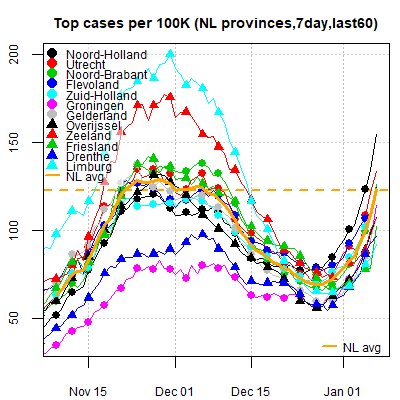 Top cases per 100K (NL provinces,7day,last60)
200
150
100
50
Noord-Holland
Utrecht
Noord-Brabant
Flevoland
Zuid-Holland
Groningen
Gelderland
Overijssel
Zeeland
Friesland
Drenthe
Limburg
NL avg
NL avg
Nov 15
Dec 01
Dec 15
Jan 01